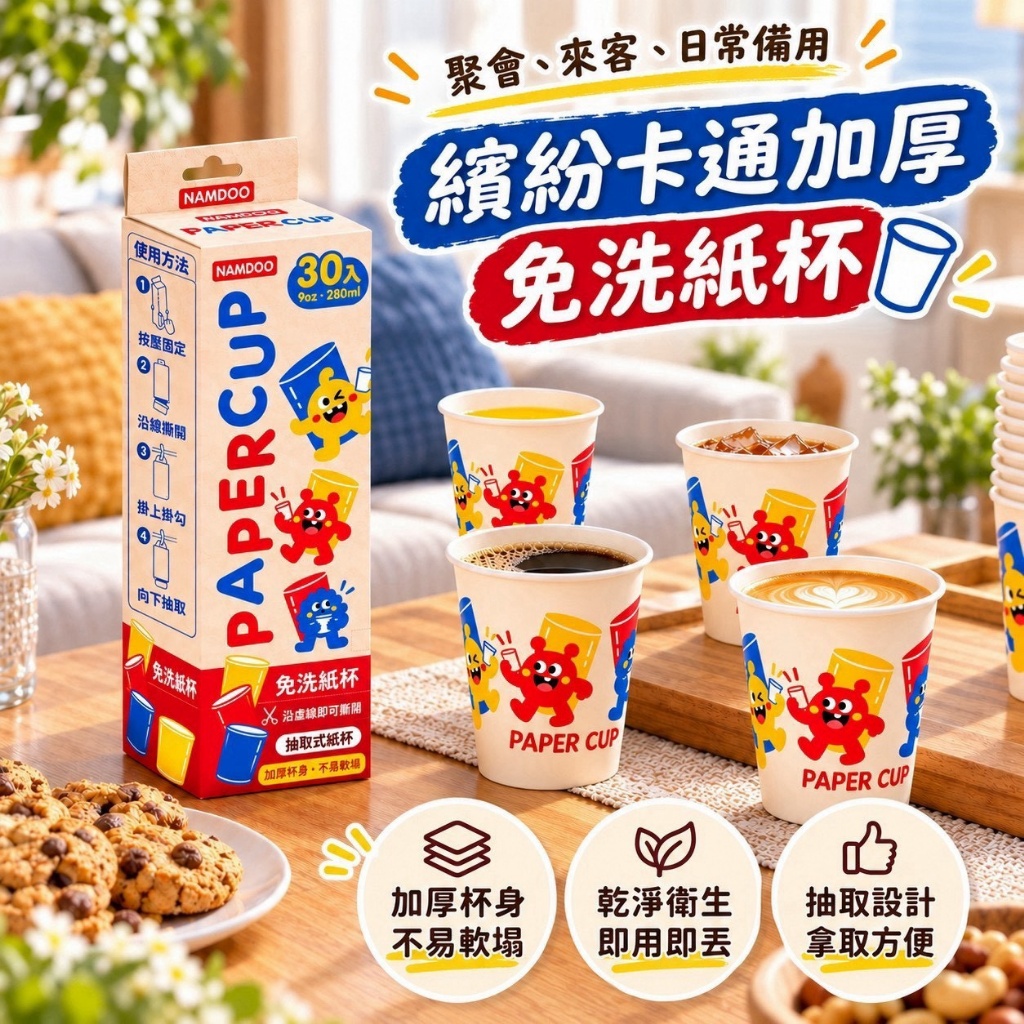 聚會、來客、日常備用
繽紛卡通加厚
免洗紙杯
NAMDOO
NAMDOO
PAPER CUP
使用方法
1
按壓固定
2
沿線撕開
3
掛上掛勾
4
向下抽取
免洗紙杯
NAMDOO
30入
9oz・280ml
PAPERCUP
免洗紙杯
沿虛線即可撕開
抽取式紙杯
加厚杯身・不易軟塌
PAPER CUP
PAPER CUP
加厚杯身
不易軟塌
乾淨衛生
即用即丟
抽取設計
拿取方便